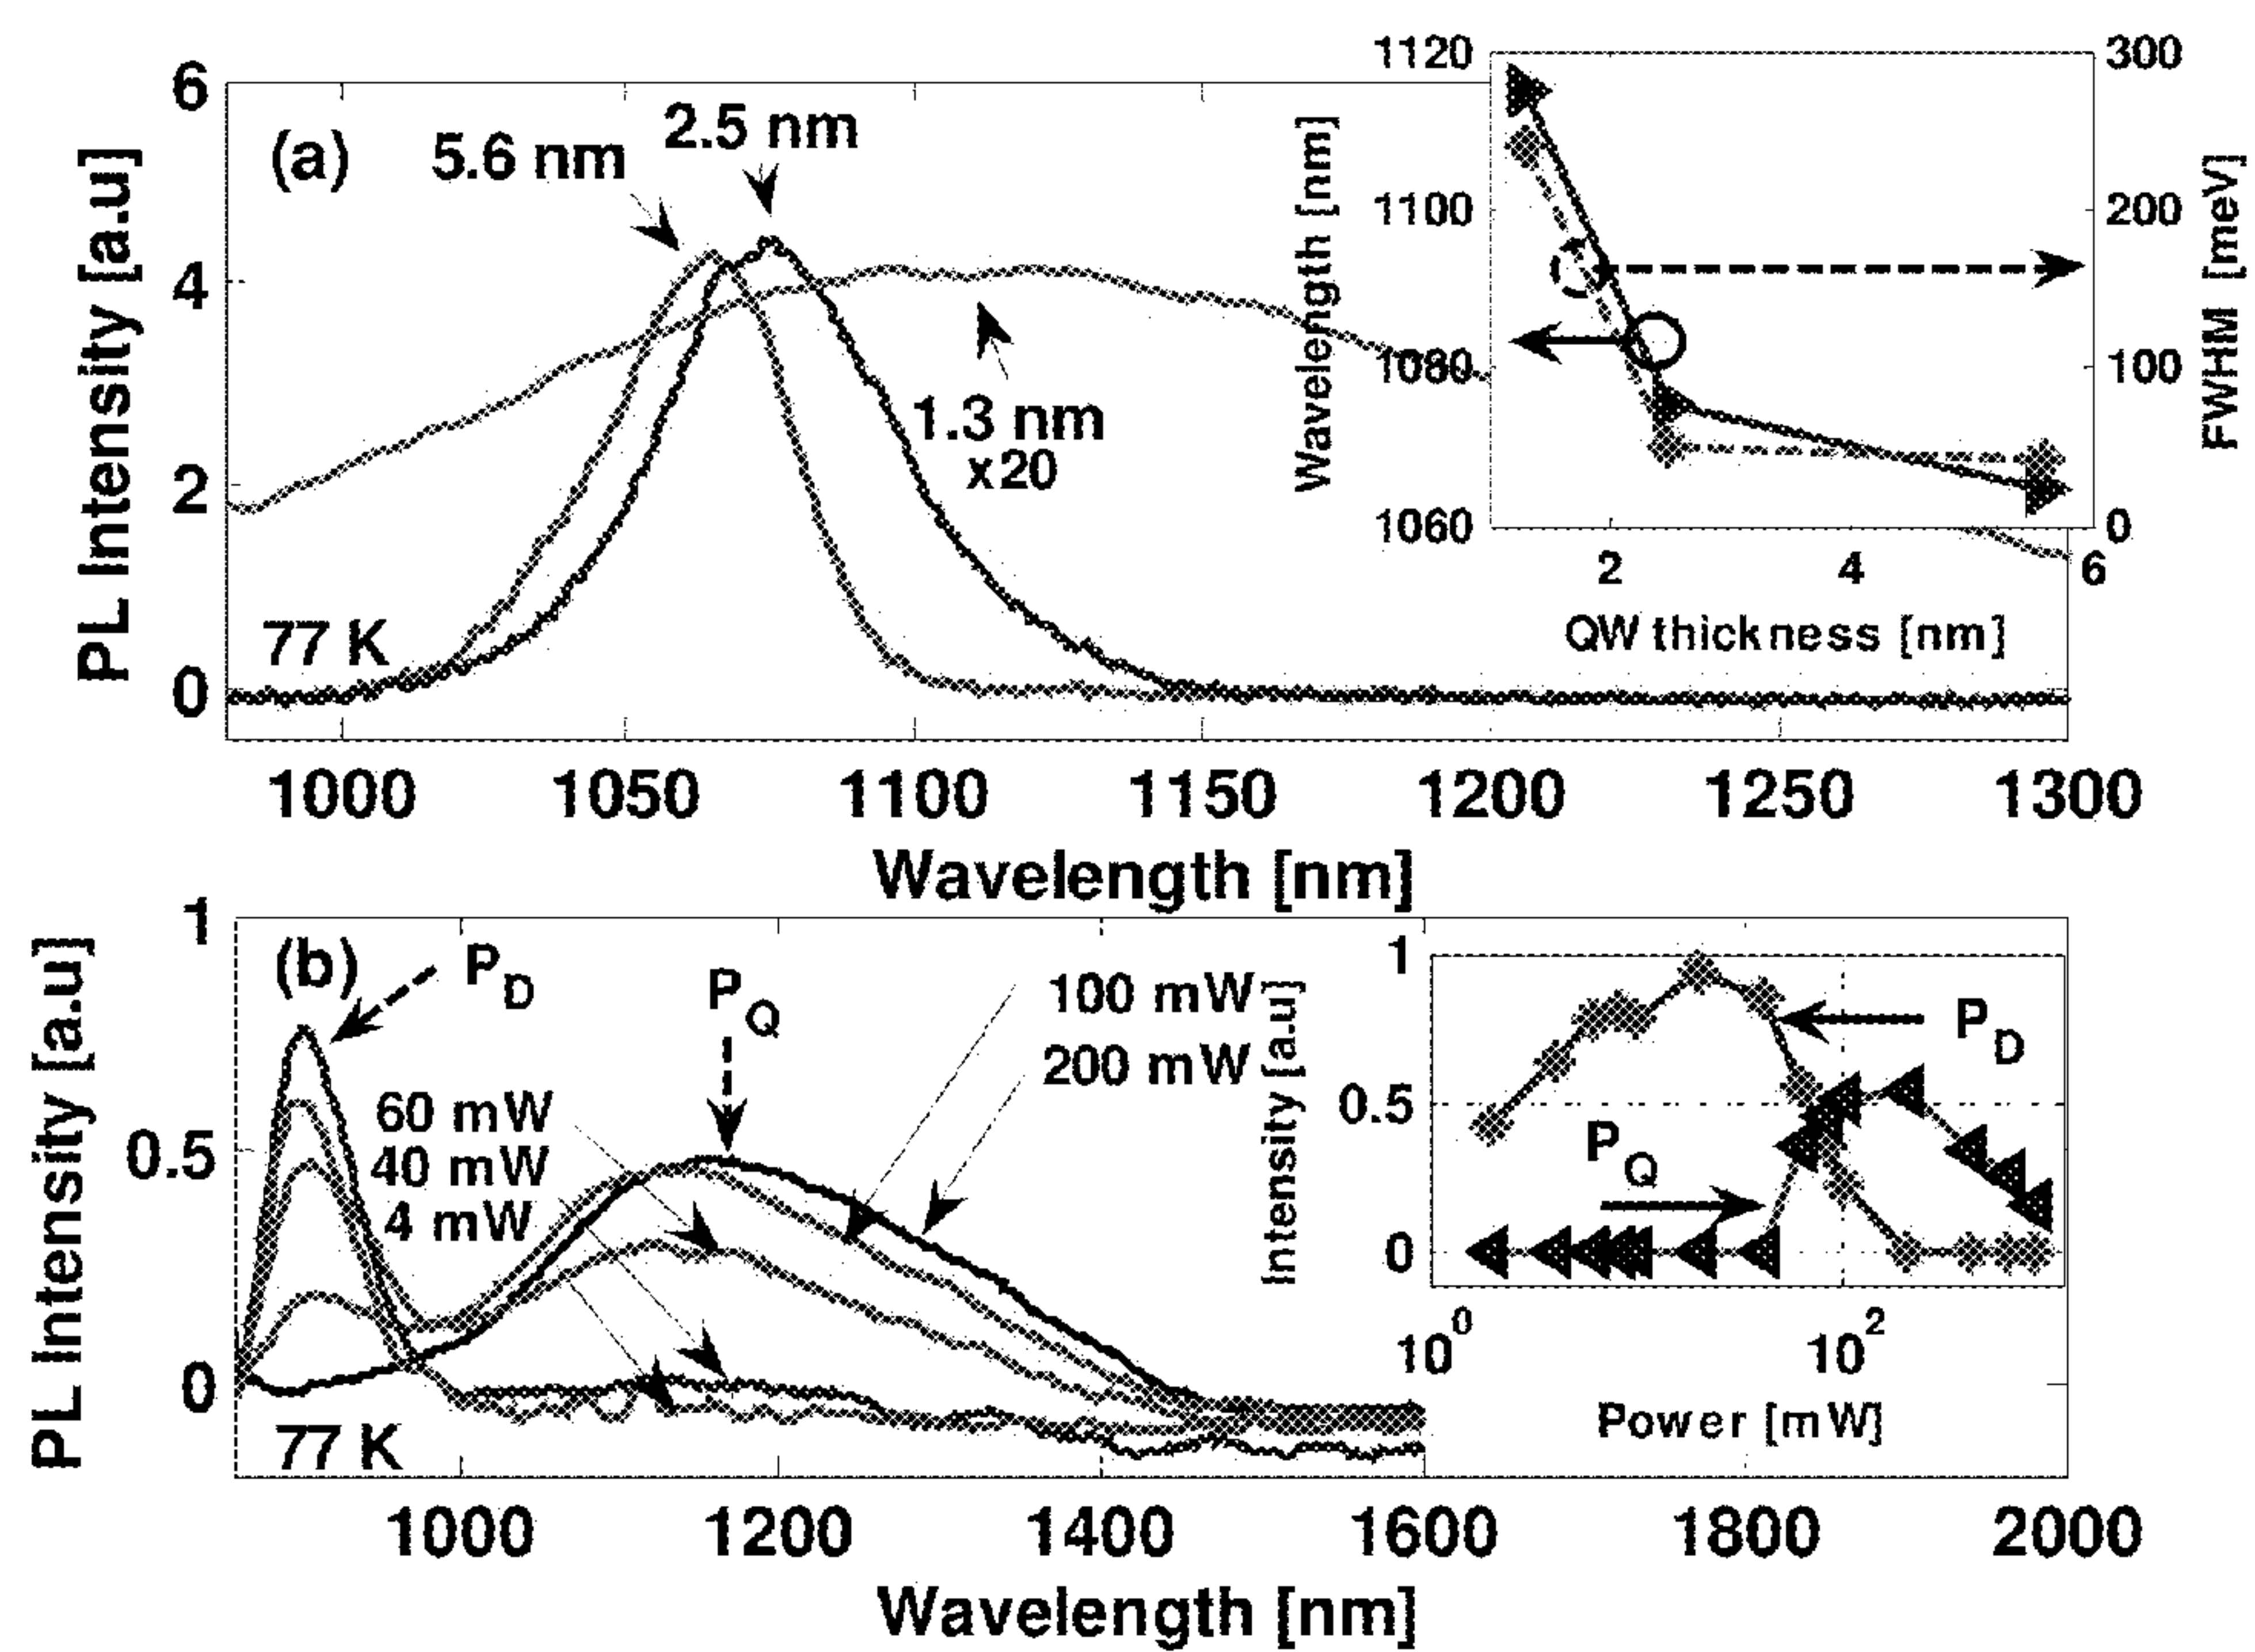 (a)
5.6 nm
2.5 nm
1.3 nm
x20
77 K
PL Intensity [a.u]
6
4
2
0
1000 1050 1100 1150 1200 1250 1300
Wavelength [nm]
1120
1100
1080
1060
Wavelength [nm]
300
200
100
0
FWHM [meV]
2 4 6
QW thickness [nm]
(b)
P_D
P_Q
100 mW
200 mW
60 mW
40 mW
4 mW
77 K
PL Intensity [a.u]
1
0.5
0
1000 1200 1400 1600 1800 2000
Wavelength [nm]
1
0.5
0
Intensity [a.u]
P_D
P_Q
10^0 10^2
Power [mW]